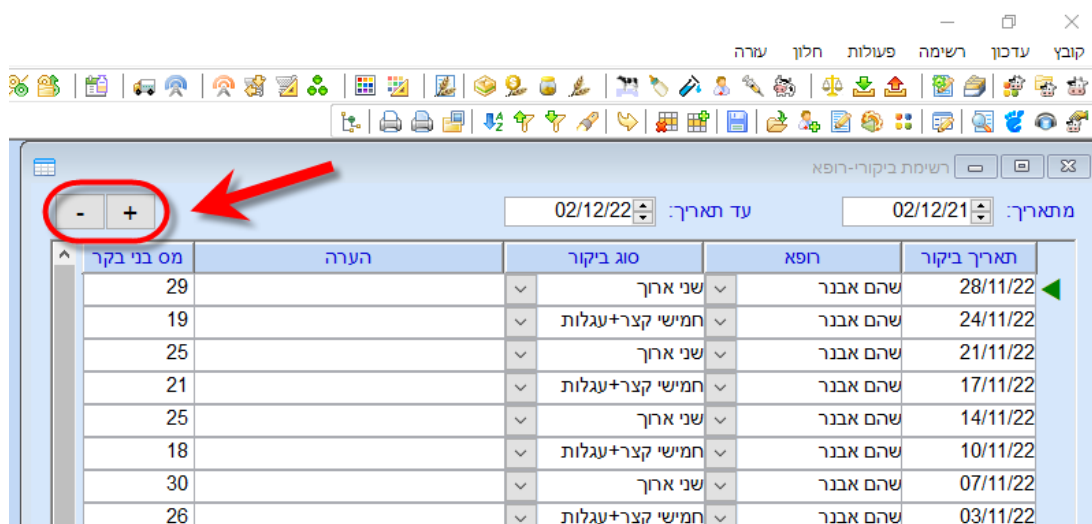 קובץ עדכון רשימה פעולות חלון עזרה
רשימת ביקורי-רופא
מתאריך: 02/12/21 עד תאריך: 02/12/22 + -
תאריך ביקור רופא סוג ביקור הערה מס בני בקר
28/11/22 שהם אבנר שני ארוך 29
24/11/22 שהם אבנר חמישי קצר+עגלות 19
21/11/22 שהם אבנר שני ארוך 25
17/11/22 שהם אבנר חמישי קצר+עגלות 21
14/11/22 שהם אבנר שני ארוך 25
10/11/22 שהם אבנר חמישי קצר+עגלות 18
07/11/22 שהם אבנר שני ארוך 30
03/11/22 שהם אבנר חמישי קצר+עגלות 26